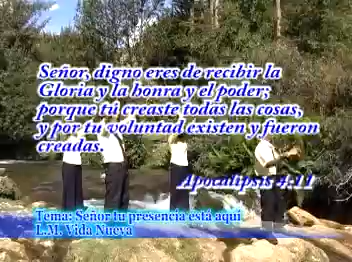 Señor, digno eres de recibir la
Gloria y la honra y el poder;
porque tú creaste todas las cosas,
y por tu voluntad existen y fueron
creadas.
Apocalipsis 4:11
Tema: Señor tu presencia está aqui
L.M. Vida Nueva